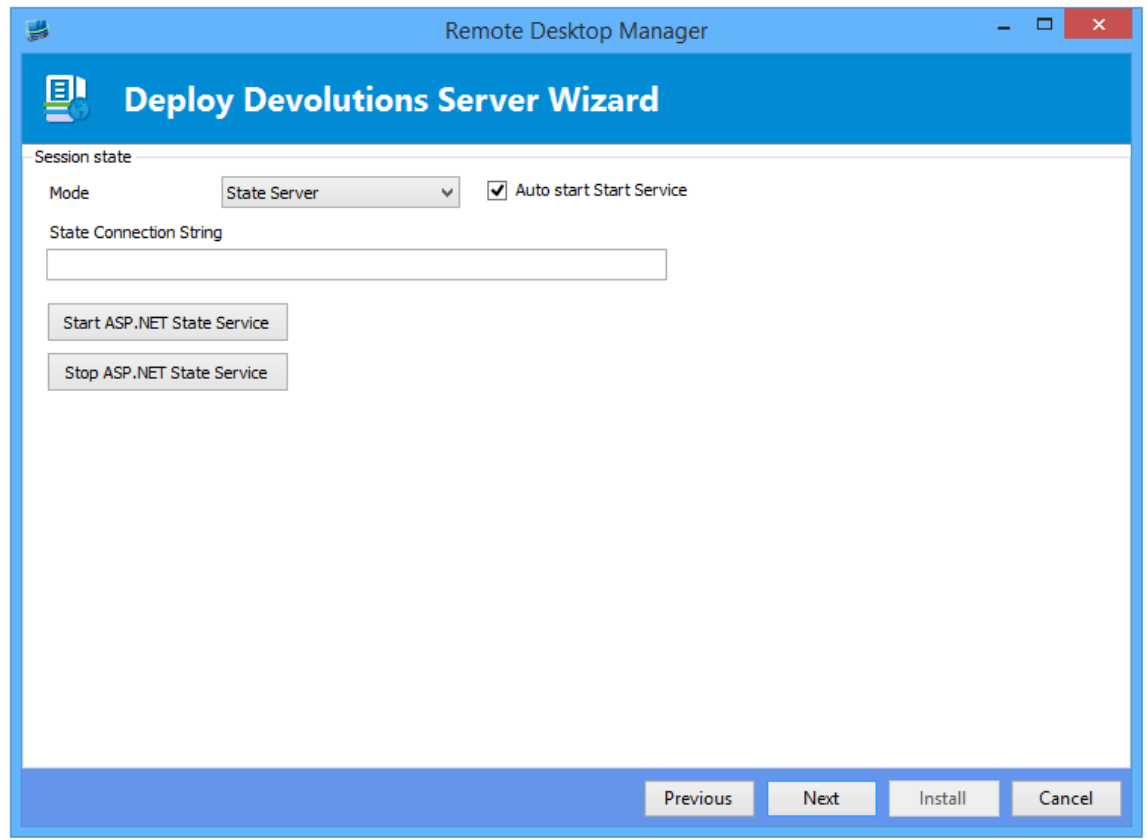 Remote Desktop Manager
Deploy Devolutions Server Wizard
Session state
Mode State Server Auto start Start Service
State Connection String
Start ASP.NET State Service
Stop ASP.NET State Service
Previous Next Install Cancel